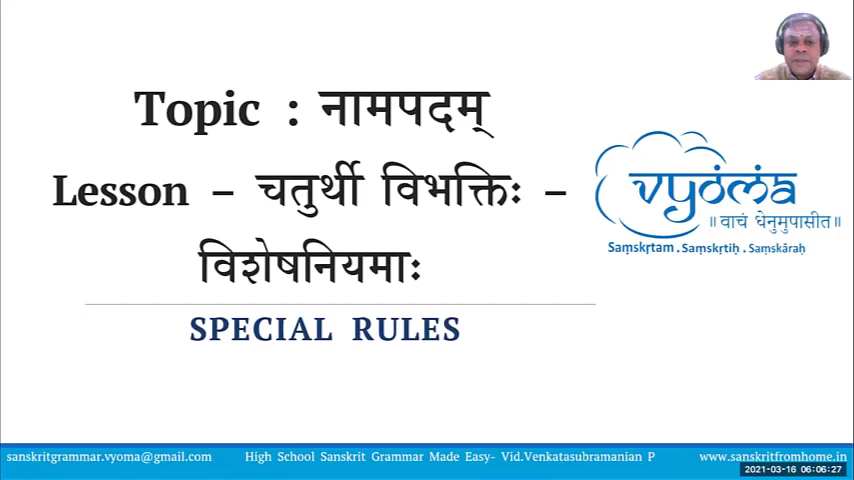 Topic : नामपदम्
Lesson – चतुर्थी विभक्तिः –
विशेषनियमाः
SPECIAL RULES
vyoma
॥ वाचं धेनुमुपासीत॥
Saṃskṛtam . Saṃskṛtiḥ . Saṃskāraḥ
sanskritgrammar.vyoma@gmail.com High School Sanskrit Grammar Made Easy- Vid.Venkatasubramanian P www.sanskritfromhome.in
2021-03-16 06:06:27